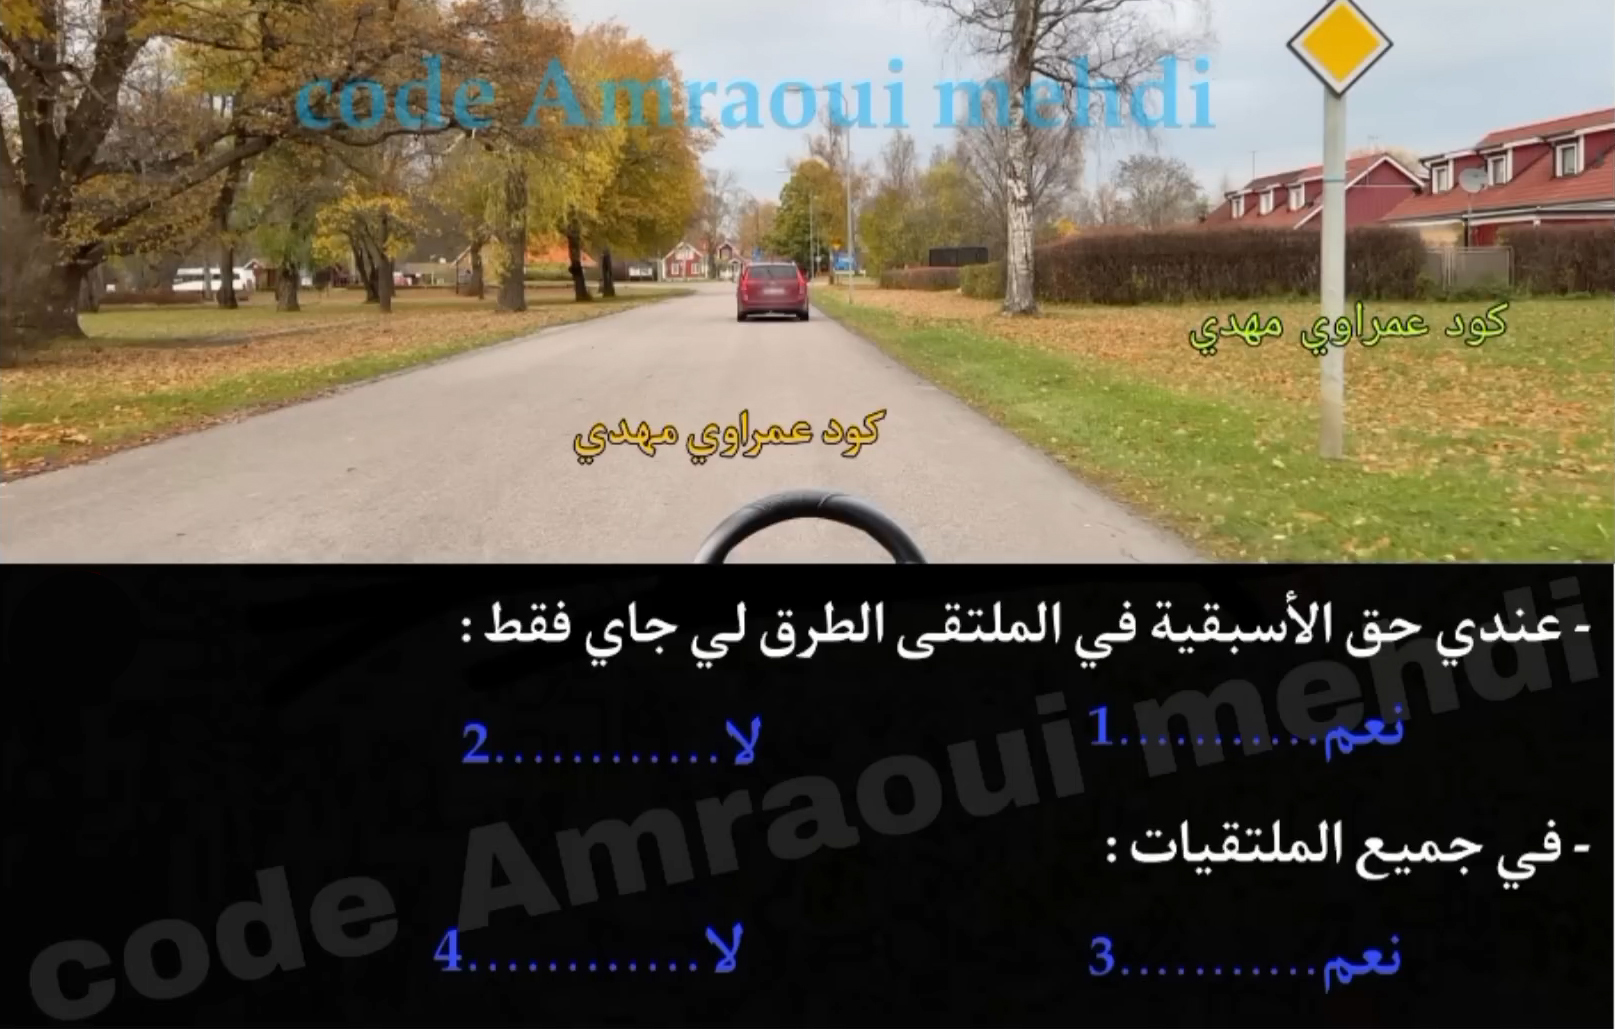 code Amraoui mehdi
كود عمراوي مهدي
كود عمراوي مهدي
- عندي حق الأسبقية في الملتقى الطرق لي جاي فقط :
نعم...........1 لا............2
- في جميع الملتقيات :
نعم...........3 لا............4
code Amraoui mehdi